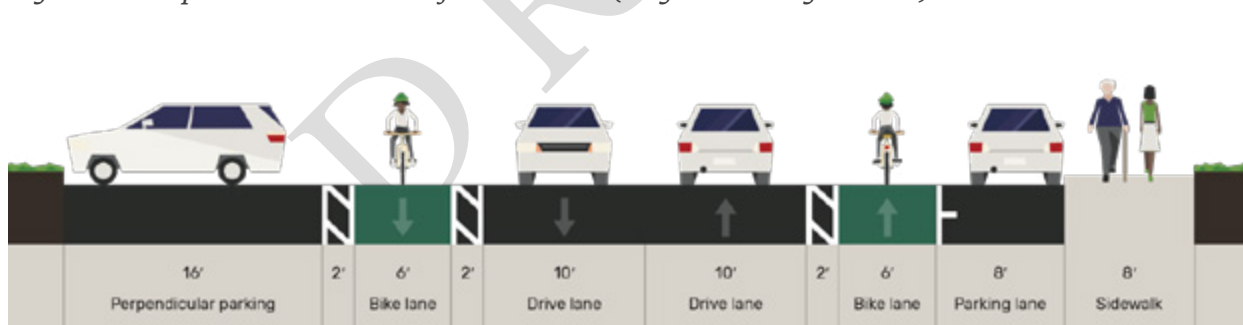 D R
16' 2' 6' 2' 10' 10' 2' 6' 8' 8'
Perpendicular parking Bike lane Drive lane Drive lane Bike lane Parking lane Sidewalk